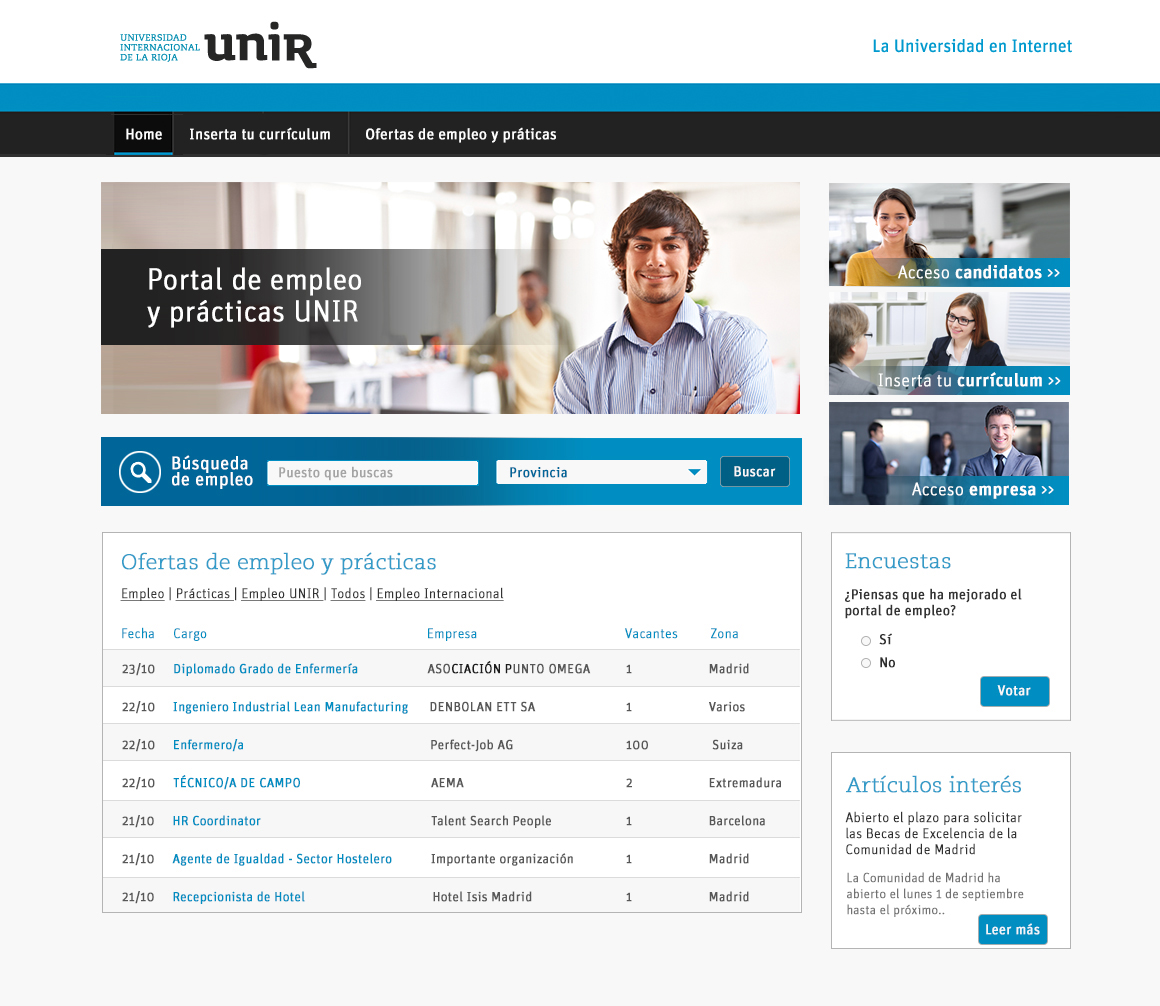 UNIVERSIDAD
INTERNACIONAL
DE LA RIOJA
unir
La Universidad en Internet
Home
Inserta tu currículum
Ofertas de empleo y práticas
Portal de empleo
y prácticas UNIR
Acceso candidatos >>
Inserta tu currículum >>
Acceso empresa >>
Búsqueda
de empleo
Puesto que buscas
Provincia
Buscar
Ofertas de empleo y prácticas
Empleo | Prácticas | Empleo UNIR | Todos | Empleo Internacional
Fecha Cargo Empresa Vacantes Zona
23/10 Diplomado Grado de Enfermería ASOCIACIÓN PUNTO OMEGA 1 Madrid
22/10 Ingeniero Industrial Lean Manufacturing DENBOLAN ETT SA 1 Varios
22/10 Enfermero/a Perfect-Job AG 100 Suiza
22/10 TÉCNICO/A DE CAMPO AEMA 2 Extremadura
21/10 HR Coordinator Talent Search People 1 Barcelona
21/10 Agente de Igualdad - Sector Hostelero Importante organización 1 Madrid
21/10 Recepcionista de Hotel Hotel Isis Madrid 1 Madrid
Encuestas
¿Piensas que ha mejorado el
portal de empleo?
Sí
No
Votar
Artículos interés
Abierto el plazo para solicitar
las Becas de Excelencia de la
Comunidad de Madrid
La Comunidad de Madrid ha
abierto el lunes 1 de septiembre
hasta el próximo..
Leer más